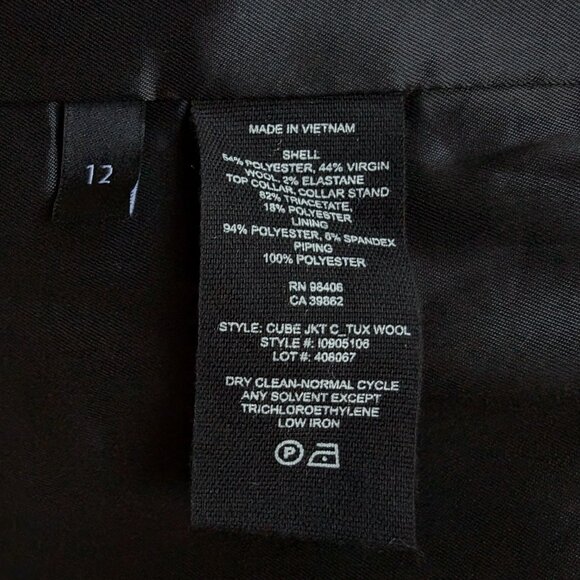 12
MADE IN VIETNAM
SHELL
54% POLYESTER, 44% VIRGIN
WOOL, 2% ELASTANE
TOP COLLAR, COLLAR STAND
82% TRIACETATE,
18% POLYESTER
LINING
94% POLYESTER, 6% SPANDEX
PIPING
100% POLYESTER
RN 98406
CA 39862
STYLE: CUBE JKT C_TUX WOOL
STYLE #: I0905106
LOT #: 408067
DRY CLEAN-NORMAL CYCLE
ANY SOLVENT EXCEPT
TRICHLOROETHYLENE
LOW IRON
P